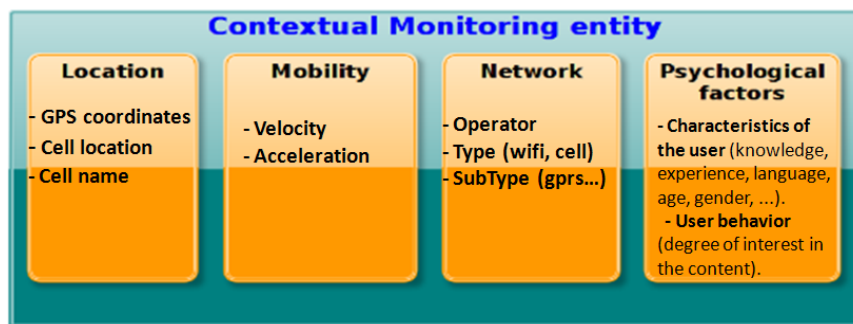 Contextual Monitoring entity
Location
- GPS coordinates
- Cell location
- Cell name
Mobility
- Velocity
- Acceleration
Network
- Operator
- Type (wifi, cell)
- SubType (gprs...)
Psychological
factors
- Characteristics of
the user (knowledge,
experience, language,
age, gender, ...).
- User behavior
(degree of interest in
the content).